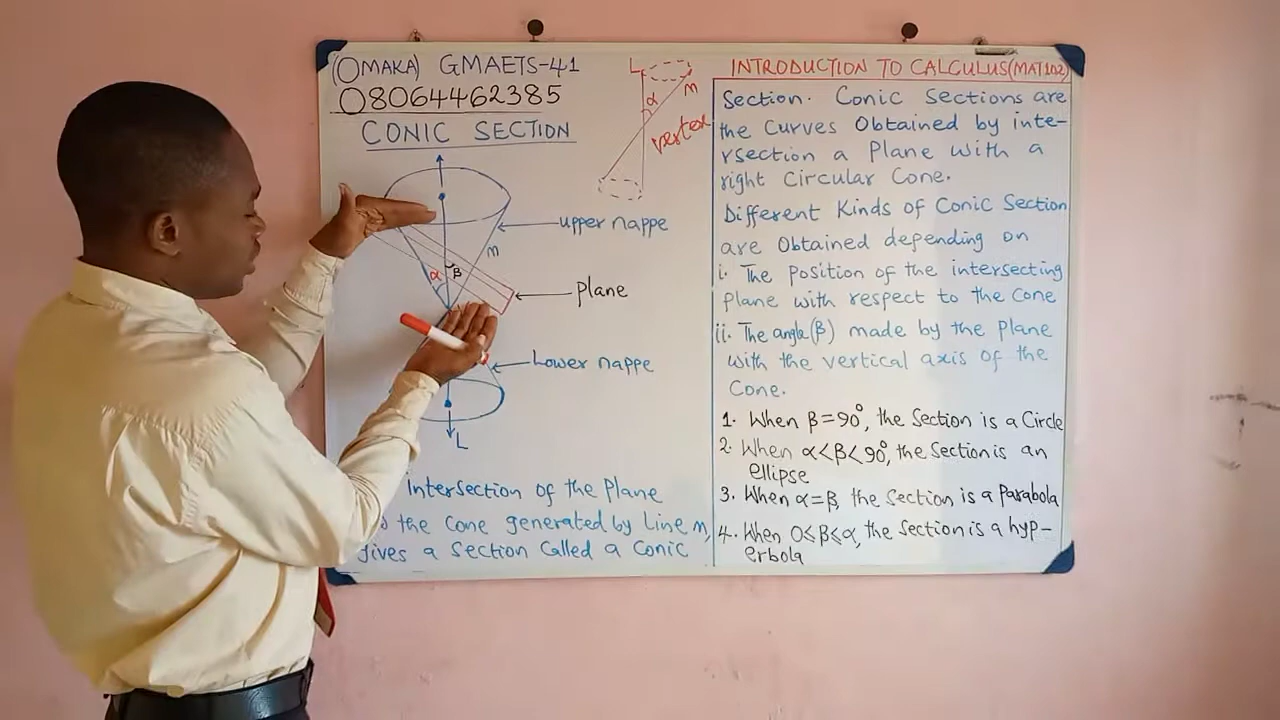 (OMAKA) GMAETS-41
08064462385
CONIC SECTION
L
α
m
vertex
upper nappe
m
α
β
plane
Lower nappe
L
intersection of the Plane
the Cone generated by Line m,
gives a Section Called a Conic
INTRODUCTION TO CALCULUS(MAT102)
Section. Conic Sections are
the Curves Obtained by inte-
rsection a Plane with a
right Circular Cone.
Different Kinds of Conic Section
are Obtained depending on
i. The position of the intersecting
plane with respect to the Cone
ii. The angle(β) made by the Plane
with the vertical axis of the
Cone.
1. When β=90°, the Section is a Circle
2. When α<β<90°, the Section is an
ellipse
3. When α=β, the Section is a Parabola
4. When 0≤β≤α, the Section is a hyp-
erbola